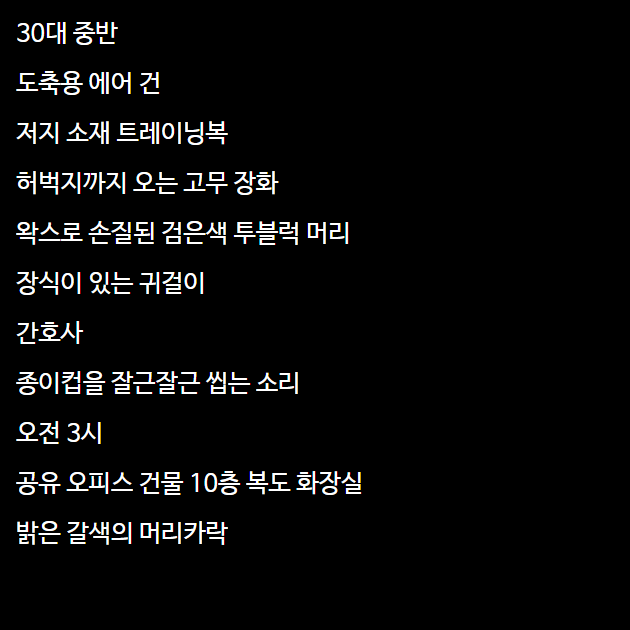 30대 중반
도축용 에어 건
저지 소재 트레이닝복
허벅지까지 오는 고무 장화
왁스로 손질된 검은색 투블럭 머리
장식이 있는 귀걸이
간호사
종이컵을 잘근잘근 씹는 소리
오전 3시
공유 오피스 건물 10층 복도 화장실
밝은 갈색의 머리카락